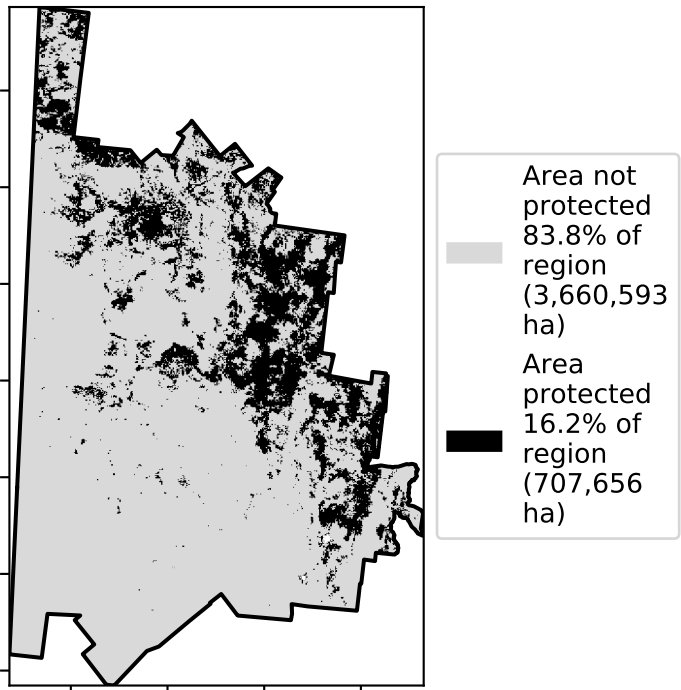 Area not
protected
83.8% of
region
(3,660,593
ha)
Area
protected
16.2% of
region
(707,656
ha)